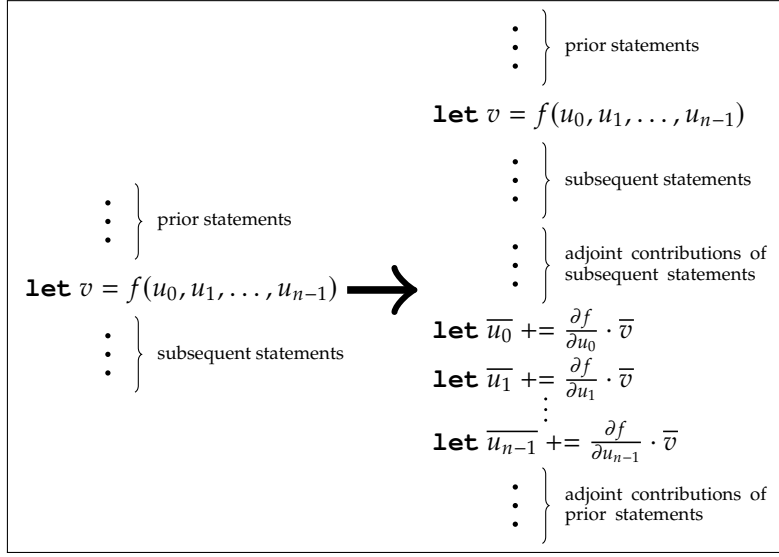 prior statements
let v = f(u₀, u₁, . . . , uₙ₋₁)
subsequent statements
prior statements
let v = f(u₀, u₁, . . . , uₙ₋₁)
subsequent statements
adjoint contributions of
subsequent statements
let u̅₀ += ∂f/∂u₀ · v̅
let u̅₁ += ∂f/∂u₁ · v̅
⋮
let u̅ₙ₋₁ += ∂f/∂uₙ₋₁ · v̅
adjoint contributions of
prior statements